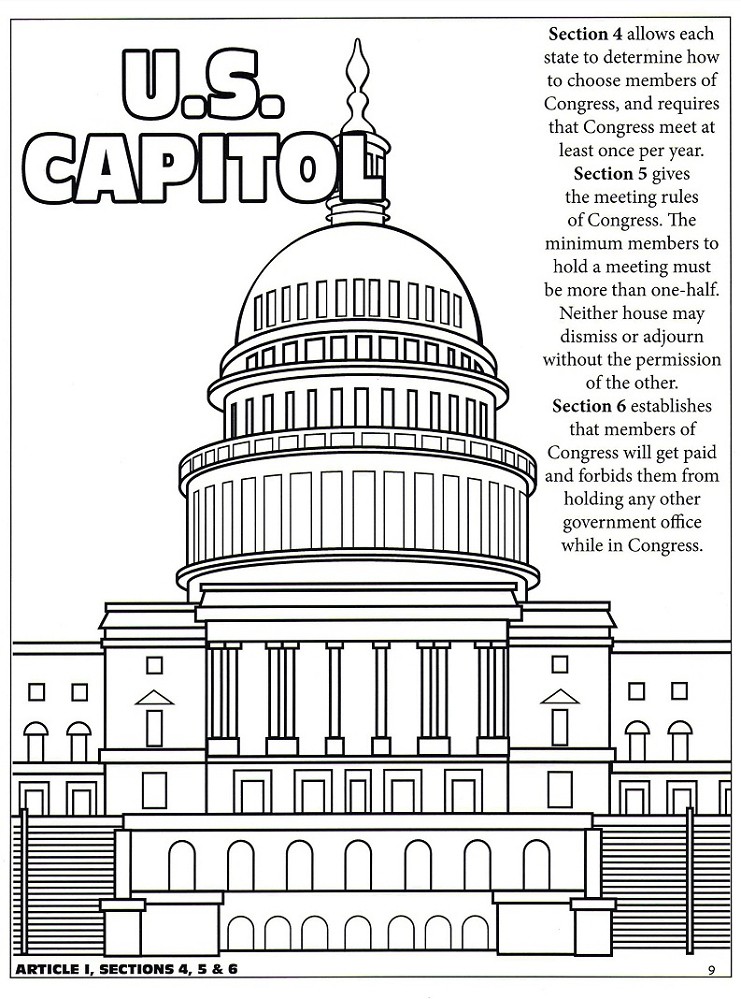 U.S.
CAPITOL
Section 4 allows each
state to determine how
to choose members of
Congress, and requires
that Congress meet at
least once per year.
Section 5 gives
the meeting rules
of Congress. The
minimum members to
hold a meeting must
be more than one-half.
Neither house may
dismiss or adjourn
without the permission
of the other.
Section 6 establishes
that members of
Congress will get paid
and forbids them from
holding any other
government office
while in Congress.
ARTICLE I, SECTIONS 4, 5 & 6
9